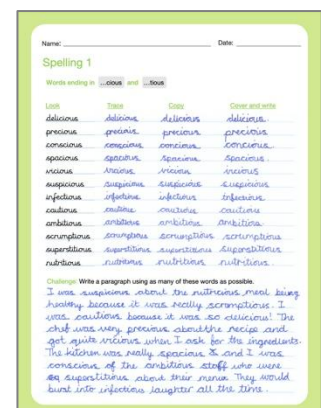 Name: Date:
Spelling 1
Words ending in ...cious and ...tious
Look Trace Copy Cover and write
delicious delicious delicious delicious
precious precious precious precious
conscious conscious concious concious
spacious spacious spacious spacious
vicious vicious vicious vicious
suspicious suspicious suspicious suspicious
infectious infectious infectious infectious
cautious cautious cautious cautious
ambitious ambitious ambitious ambitious
scrumptious scrumptious scrumptious scrumptious
superstitious superstitious superstitious superstitious
nutritious nutritious nutritious nutritious
Challenge: Write a paragraph using as many of these words as possible.
I was suspicious about the nutricious meal being
healthy because it was really scromptious. I
was cautious because it was so delicious! The
chef was very precious about the recipe and
got quite vicious when I ask for the ingredients.
The kitchen was really spacious and I was
conscious of the ambitious staff who were
superstitious about their menu. They would
burst into infectious laughter all the time.